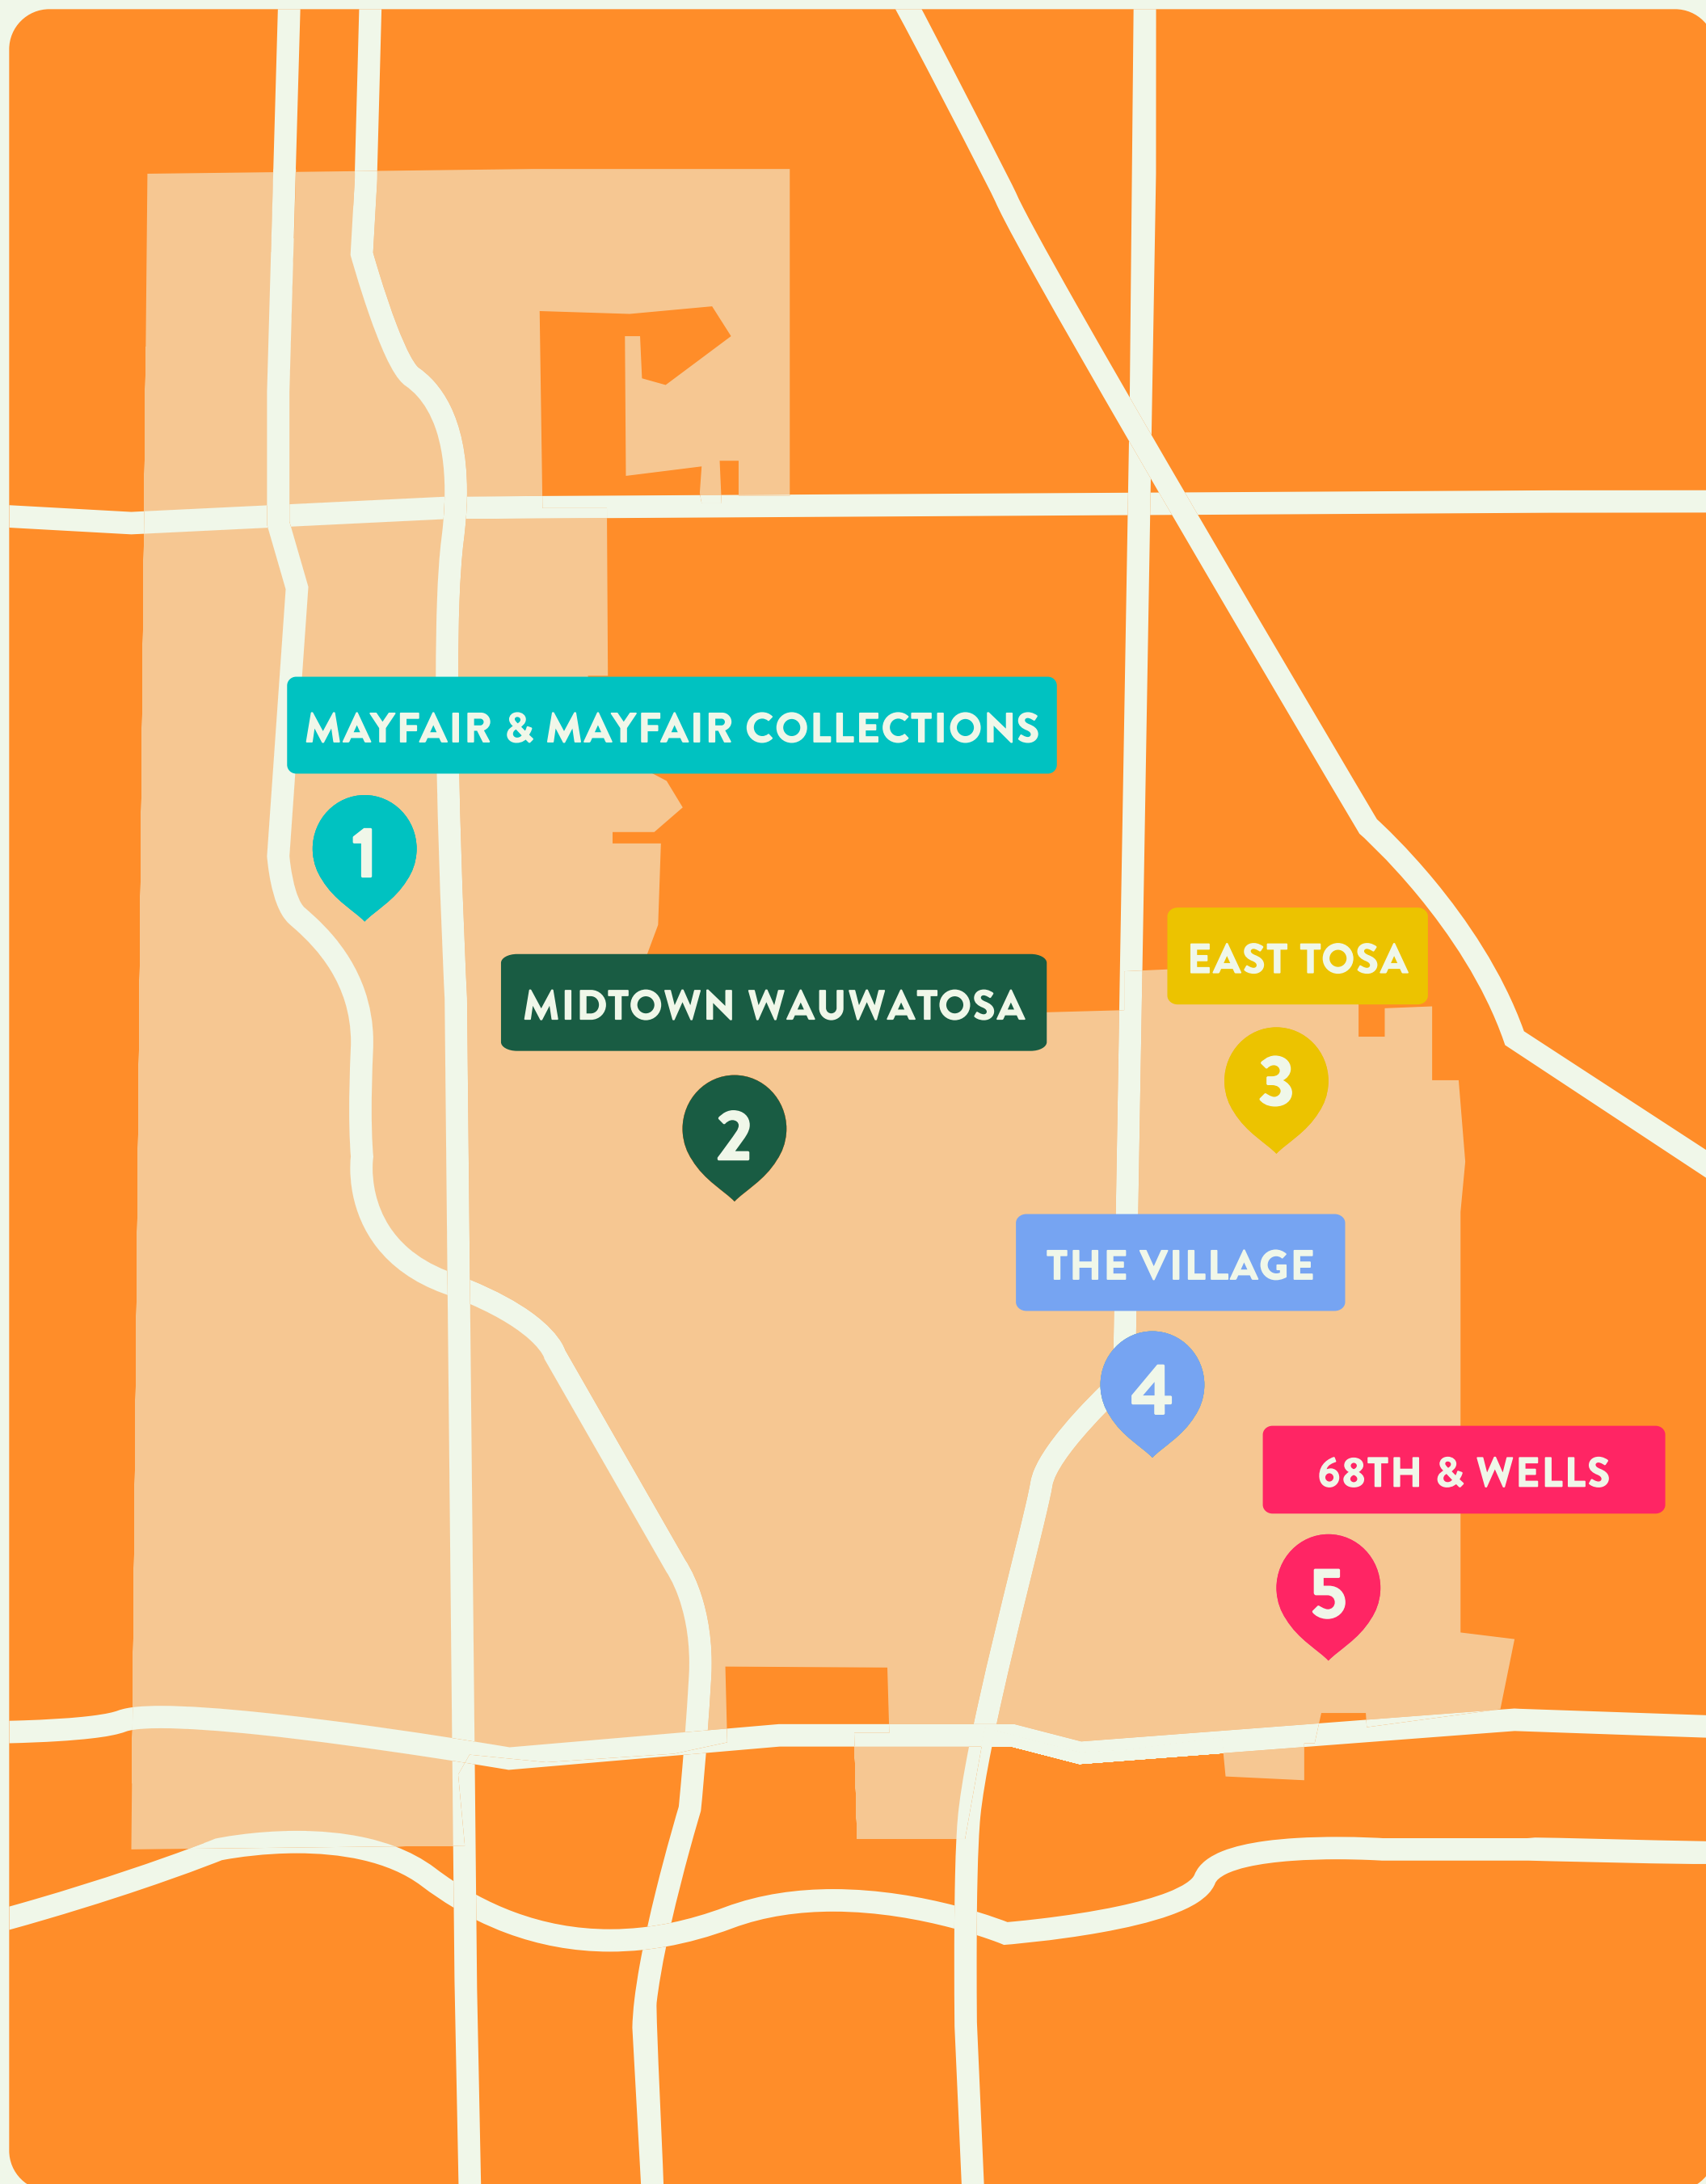 MAYFAIR & MAYFAIR COLLECTIONS
1
MIDTOWN WAUWATOSA
2
EAST TOSA
3
THE VILLAGE
4
68TH & WELLS
5